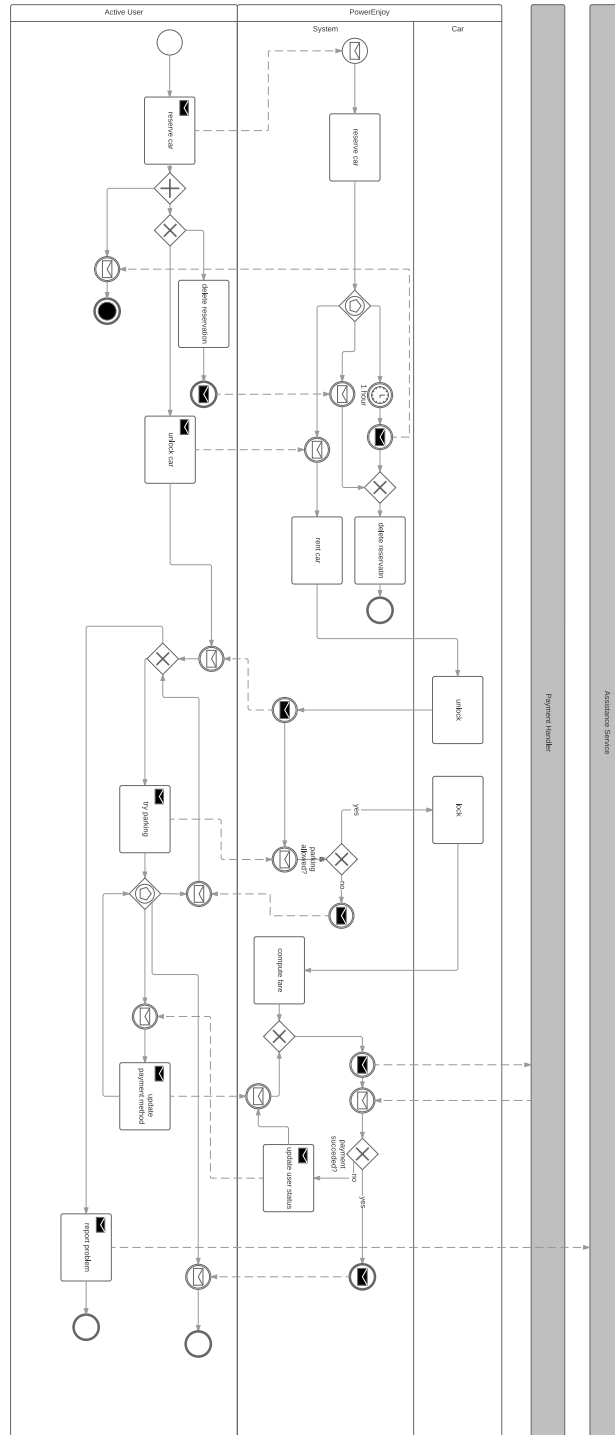 Active User
PowerEnjoy
System
Car
reserve car
reserve car
delete reservation
1 hour
unlock car
rent car
delete reservatin
unlock
Payment Handler
Assistance Service
lock
yes
try parking
parking
allowed?
no
compute fare
update
payment method
payment
succeded?
no
update user status
yes
report problem